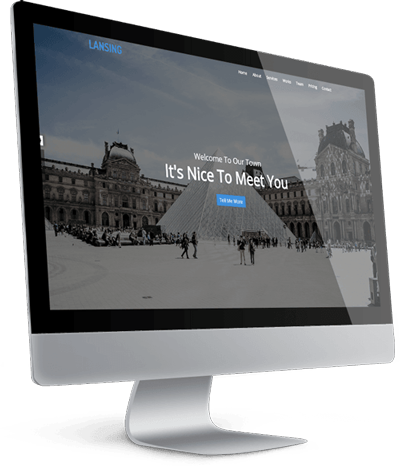 LANSING
Home About Services Works Team Pricing Contact
Welcome To Our Town
It's Nice To Meet You
Tell Me More